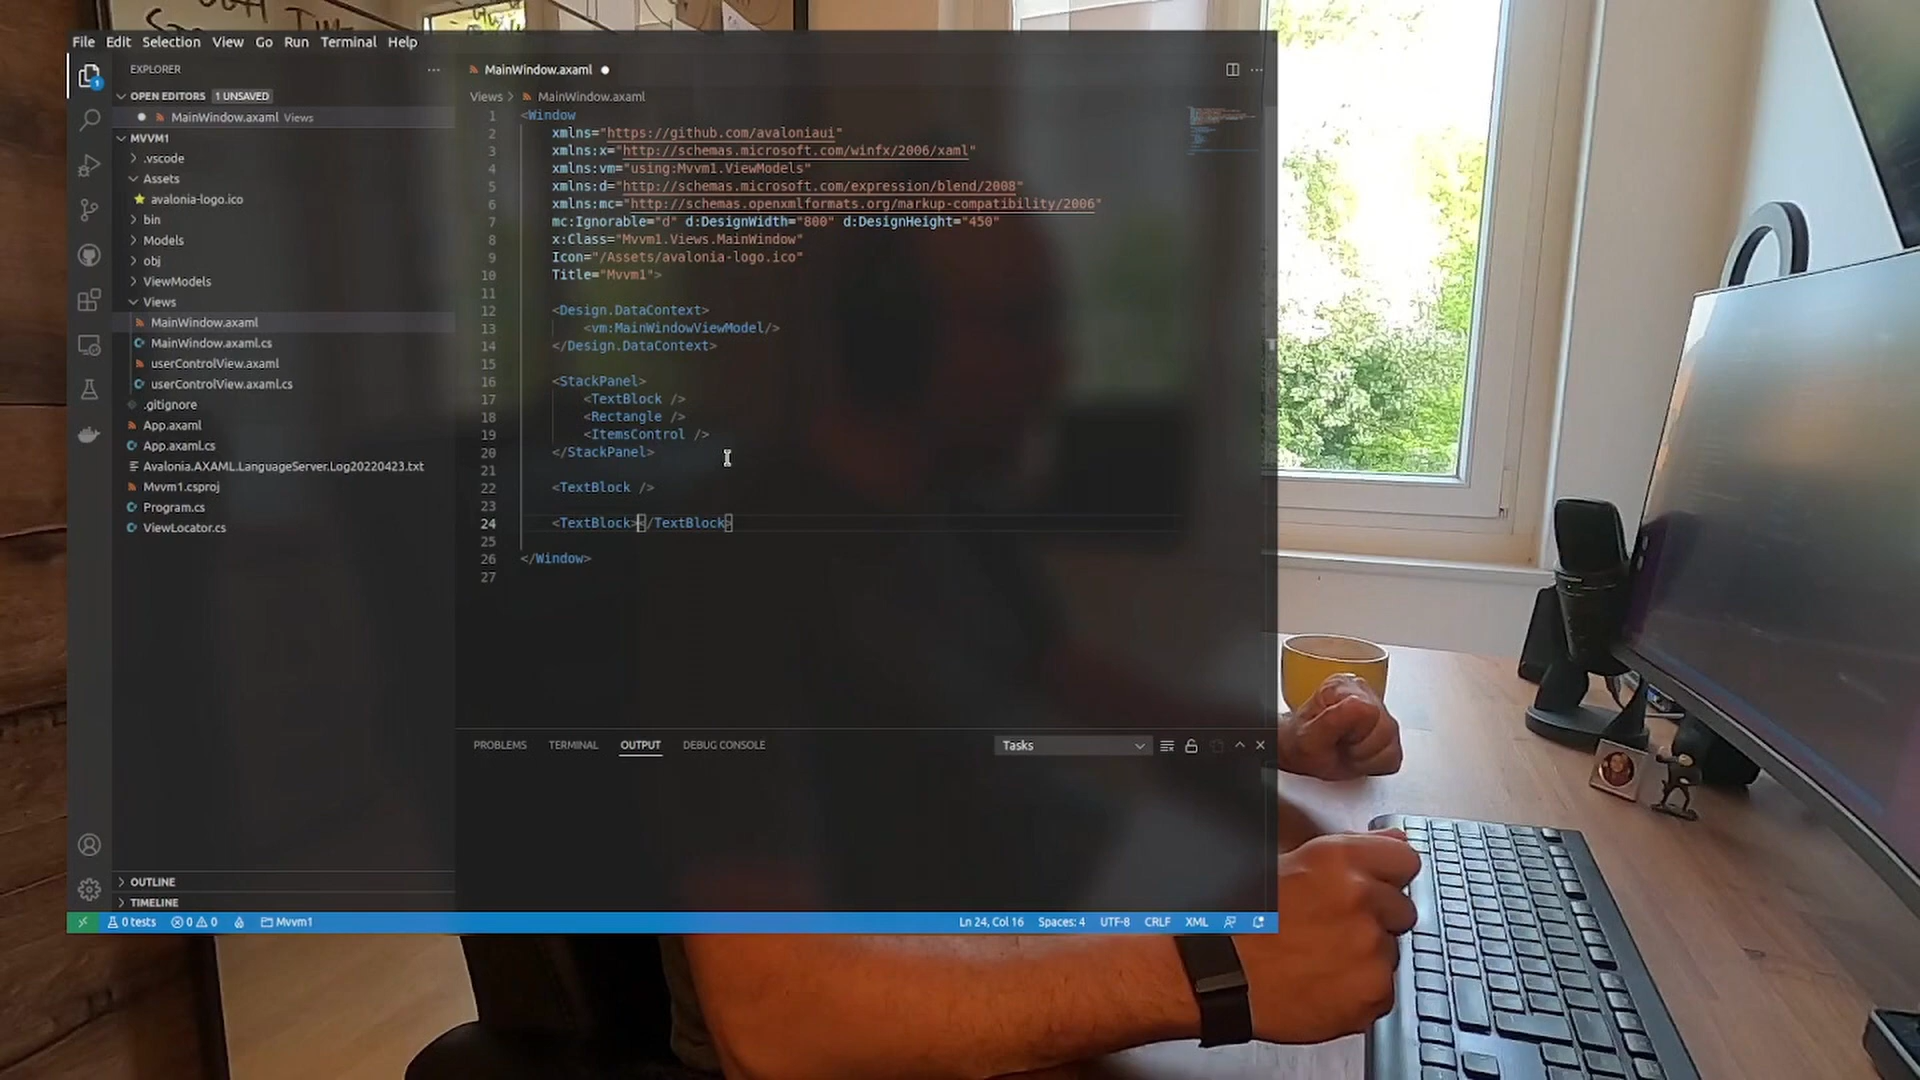 File Edit Selection View Go Run Terminal Help
EXPLORER
OPEN EDITORS 1 UNSAVED
MainWindow.axaml Views
MVVM1
.vscode
Assets
avalonia-logo.ico
bin
Models
obj
ViewModels
Views
MainWindow.axaml
MainWindow.axaml.cs
userControlView.axaml
userControlView.axaml.cs
.gitignore
App.axaml
App.axaml.cs
Avalonia.AXAML.LanguageServer.Log20220423.txt
Mvvm1.csproj
Program.cs
ViewLocator.cs
OUTLINE
TIMELINE
MainWindow.axaml
Views > MainWindow.axaml
1 <Window
2 xmlns="https://github.com/avaloniaui"
3 xmlns:x="http://schemas.microsoft.com/winfx/2006/xaml"
4 xmlns:vm="using:Mvvm1.ViewModels"
5 xmlns:d="http://schemas.microsoft.com/expression/blend/2008"
6 xmlns:mc="http://schemas.openxmlformats.org/markup-compatibility/2006"
7 mc:Ignorable="d" d:DesignWidth="800" d:DesignHeight="450"
8 x:Class="Mvvm1.Views.MainWindow"
9 Icon="/Assets/avalonia-logo.ico"
10 Title="Mvvm1">
11
12 <Design.DataContext>
13 <vm:MainWindowViewModel/>
14 </Design.DataContext>
15
16 <StackPanel>
17 <TextBlock />
18 <Rectangle />
19 <ItemsControl />
20 </StackPanel>
21
22 <TextBlock />
23
24 <TextBlock></TextBlock>
25
26 </Window>
27
PROBLEMS TERMINAL OUTPUT DEBUG CONSOLE Tasks
0 tests 0 0 Mvvm1 Ln 24, Col 16 Spaces: 4 UTF-8 CRLF XML